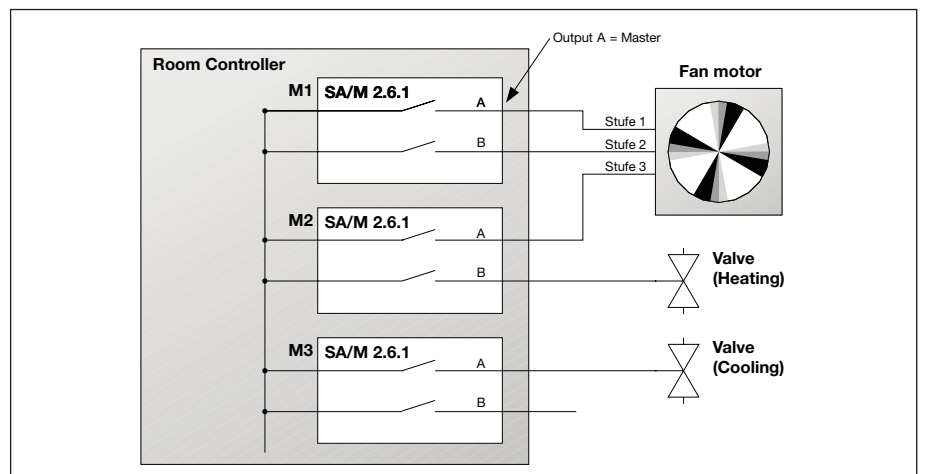 Output A = Master
Room Controller
Fan motor
M1 SA/M 2.6.1
A
Stufe 1
B
Stufe 2
Stufe 3
M2 SA/M 2.6.1
A
B
Valve
(Heating)
M3 SA/M 2.6.1
A
Valve
(Cooling)
B